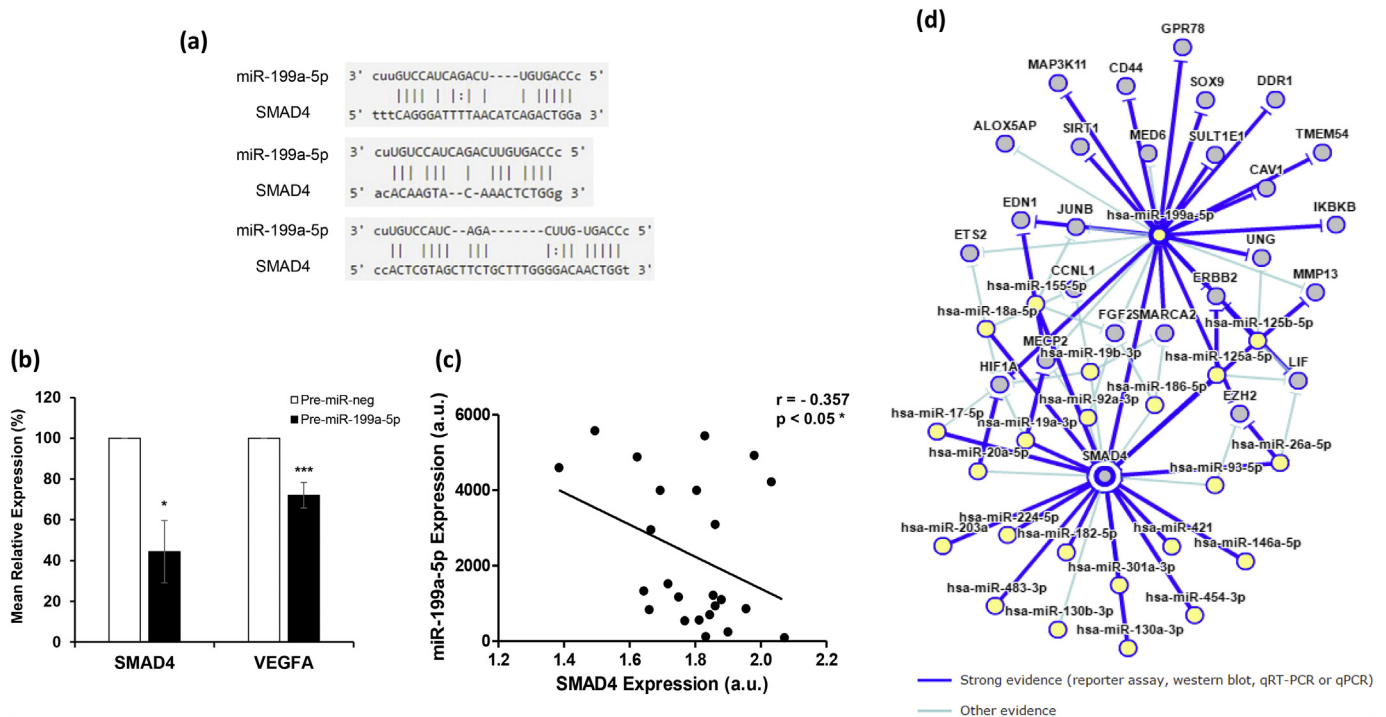 (a)
miR-199a-5p 3' cuuGUCCAUCAGACU----UGUGACCc 5'
|||| | |:| | | |||||
SMAD4 5' tttCAGGGATTTTAACATCAGACTGGa 3'
miR-199a-5p 3' cuUGUCCAUCAGACUUGUGACCc 5'
||| || | ||| ||||
SMAD4 5' acACAAGTA--C-AAACTCTGGg 3'
miR-199a-5p 3' cuUGUCCAUC--AGA-------CUUG-UGACCc 5'
|| |||| ||| |:|| |||||
SMAD4 5' ccACTCGTAGCTTCTGCTTTGGGGACAACTGGt 3'
(b)
Mean Relative Expression (%)
120
100
80
60
40
20
0
Pre-miR-neg
Pre-miR-199a-5p
*
***
SMAD4 VEGFA
(c)
r = - 0.357
p < 0.05 *
miR-199a-5p Expression (a.u.)
6000
4000
2000
0
1.2 1.4 1.6 1.8 2.0 2.2
SMAD4 Expression (a.u.)
(d)
GPR78
MAP3K11
CD44
SOX9
DDR1
ALOX5AP
SIRT1
MED6
SULT1E1
TMEM54
CAV1
EDN1
JUNB
hsa-miR-199a-5p
IKBKB
ETS2
UNG
CCNL1
ERBB2
MMP13
hsa-miR-155-5p
hsa-miR-18a-5p
FGF2
SMARCA2
hsa-miR-125b-5p
MECP2
hsa-miR-19b-3p
hsa-miR-125a-5p
HIF1A
LIF
hsa-miR-186-5p
hsa-miR-92a-3p
EZH2
hsa-miR-17-5p
hsa-miR-19a-3p
hsa-miR-26a-5p
hsa-miR-20a-5p
SMAD4
hsa-miR-93-5p
hsa-miR-203a
hsa-miR-224-5p
hsa-miR-182-5p
hsa-miR-421
hsa-miR-146a-5p
hsa-miR-301a-3p
hsa-miR-483-3p
hsa-miR-454-3p
hsa-miR-130b-3p
hsa-miR-130a-3p
Strong evidence (reporter assay, western blot, qRT-PCR or qPCR)
Other evidence